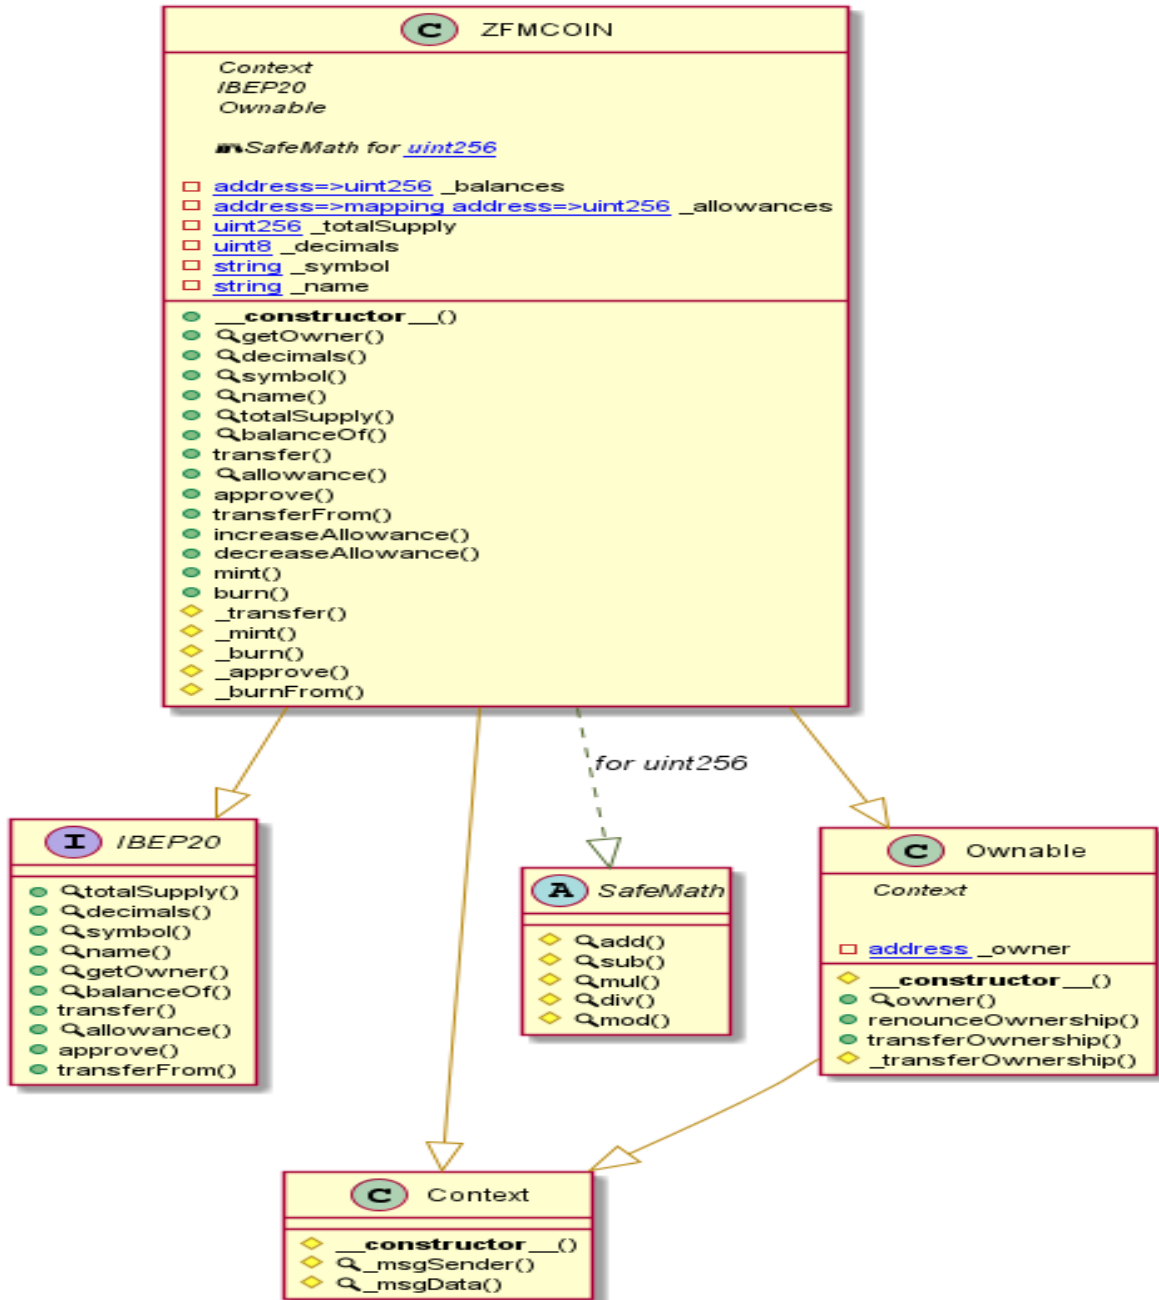 C ZFMCOIN
Context
IBEP20
Ownable
SafeMath for uint256
address=>uint256 _balances
address=>mapping address=>uint256 _allowances
uint256 _totalSupply
uint8 _decimals
string _symbol
string _name
__constructor__()
getOwner()
decimals()
symbol()
name()
totalSupply()
balanceOf()
transfer()
allowance()
approve()
transferFrom()
increaseAllowance()
decreaseAllowance()
mint()
burn()
_transfer()
_mint()
_burn()
_approve()
_burnFrom()
for uint256
I IBEP20
totalSupply()
decimals()
symbol()
name()
getOwner()
balanceOf()
transfer()
allowance()
approve()
transferFrom()
A SafeMath
add()
sub()
mul()
div()
mod()
C Ownable
Context
address _owner
__constructor__()
owner()
renounceOwnership()
transferOwnership()
_transferOwnership()
C Context
__constructor__()
_msgSender()
_msgData()